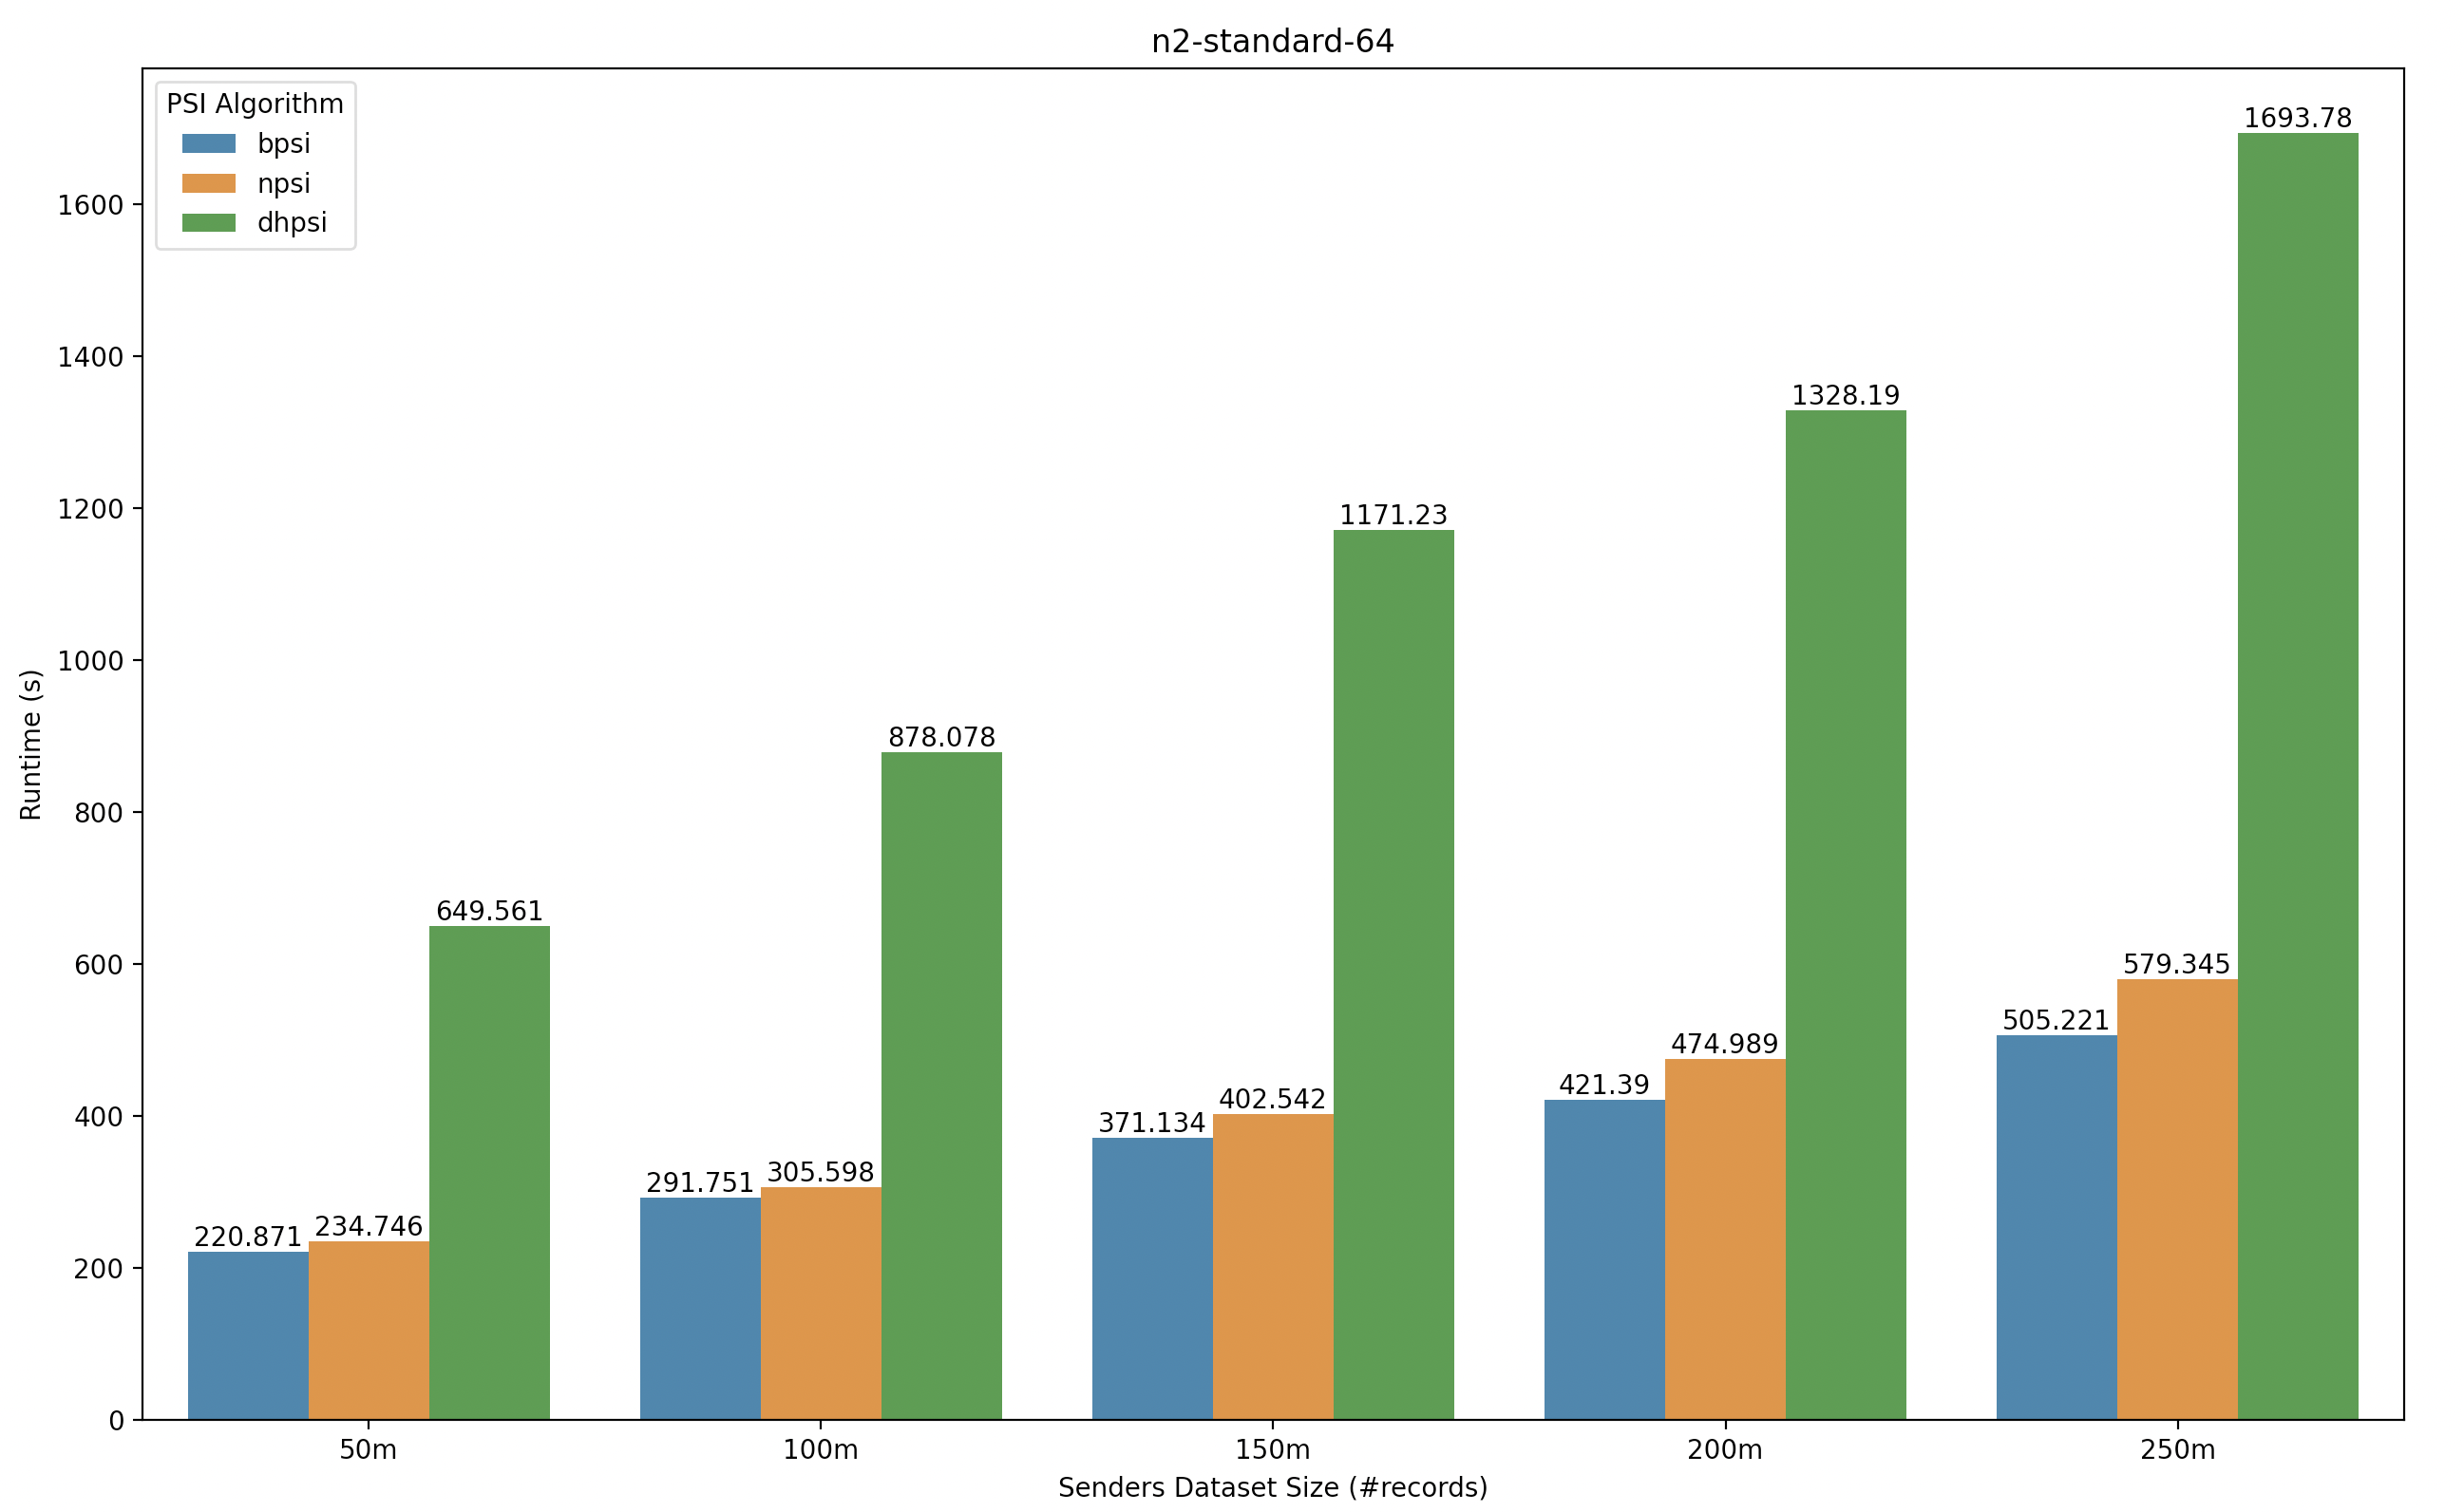 n2-standard-64
PSI Algorithm
bpsi
npsi
dhpsi
Runtime (s)
1600
1400
1200
1000
800
600
400
200
0
220.871
234.746
649.561
291.751
305.598
878.078
371.134
402.542
1171.23
421.39
474.989
1328.19
505.221
579.345
1693.78
50m
100m
150m
200m
250m
Senders Dataset Size (#records)